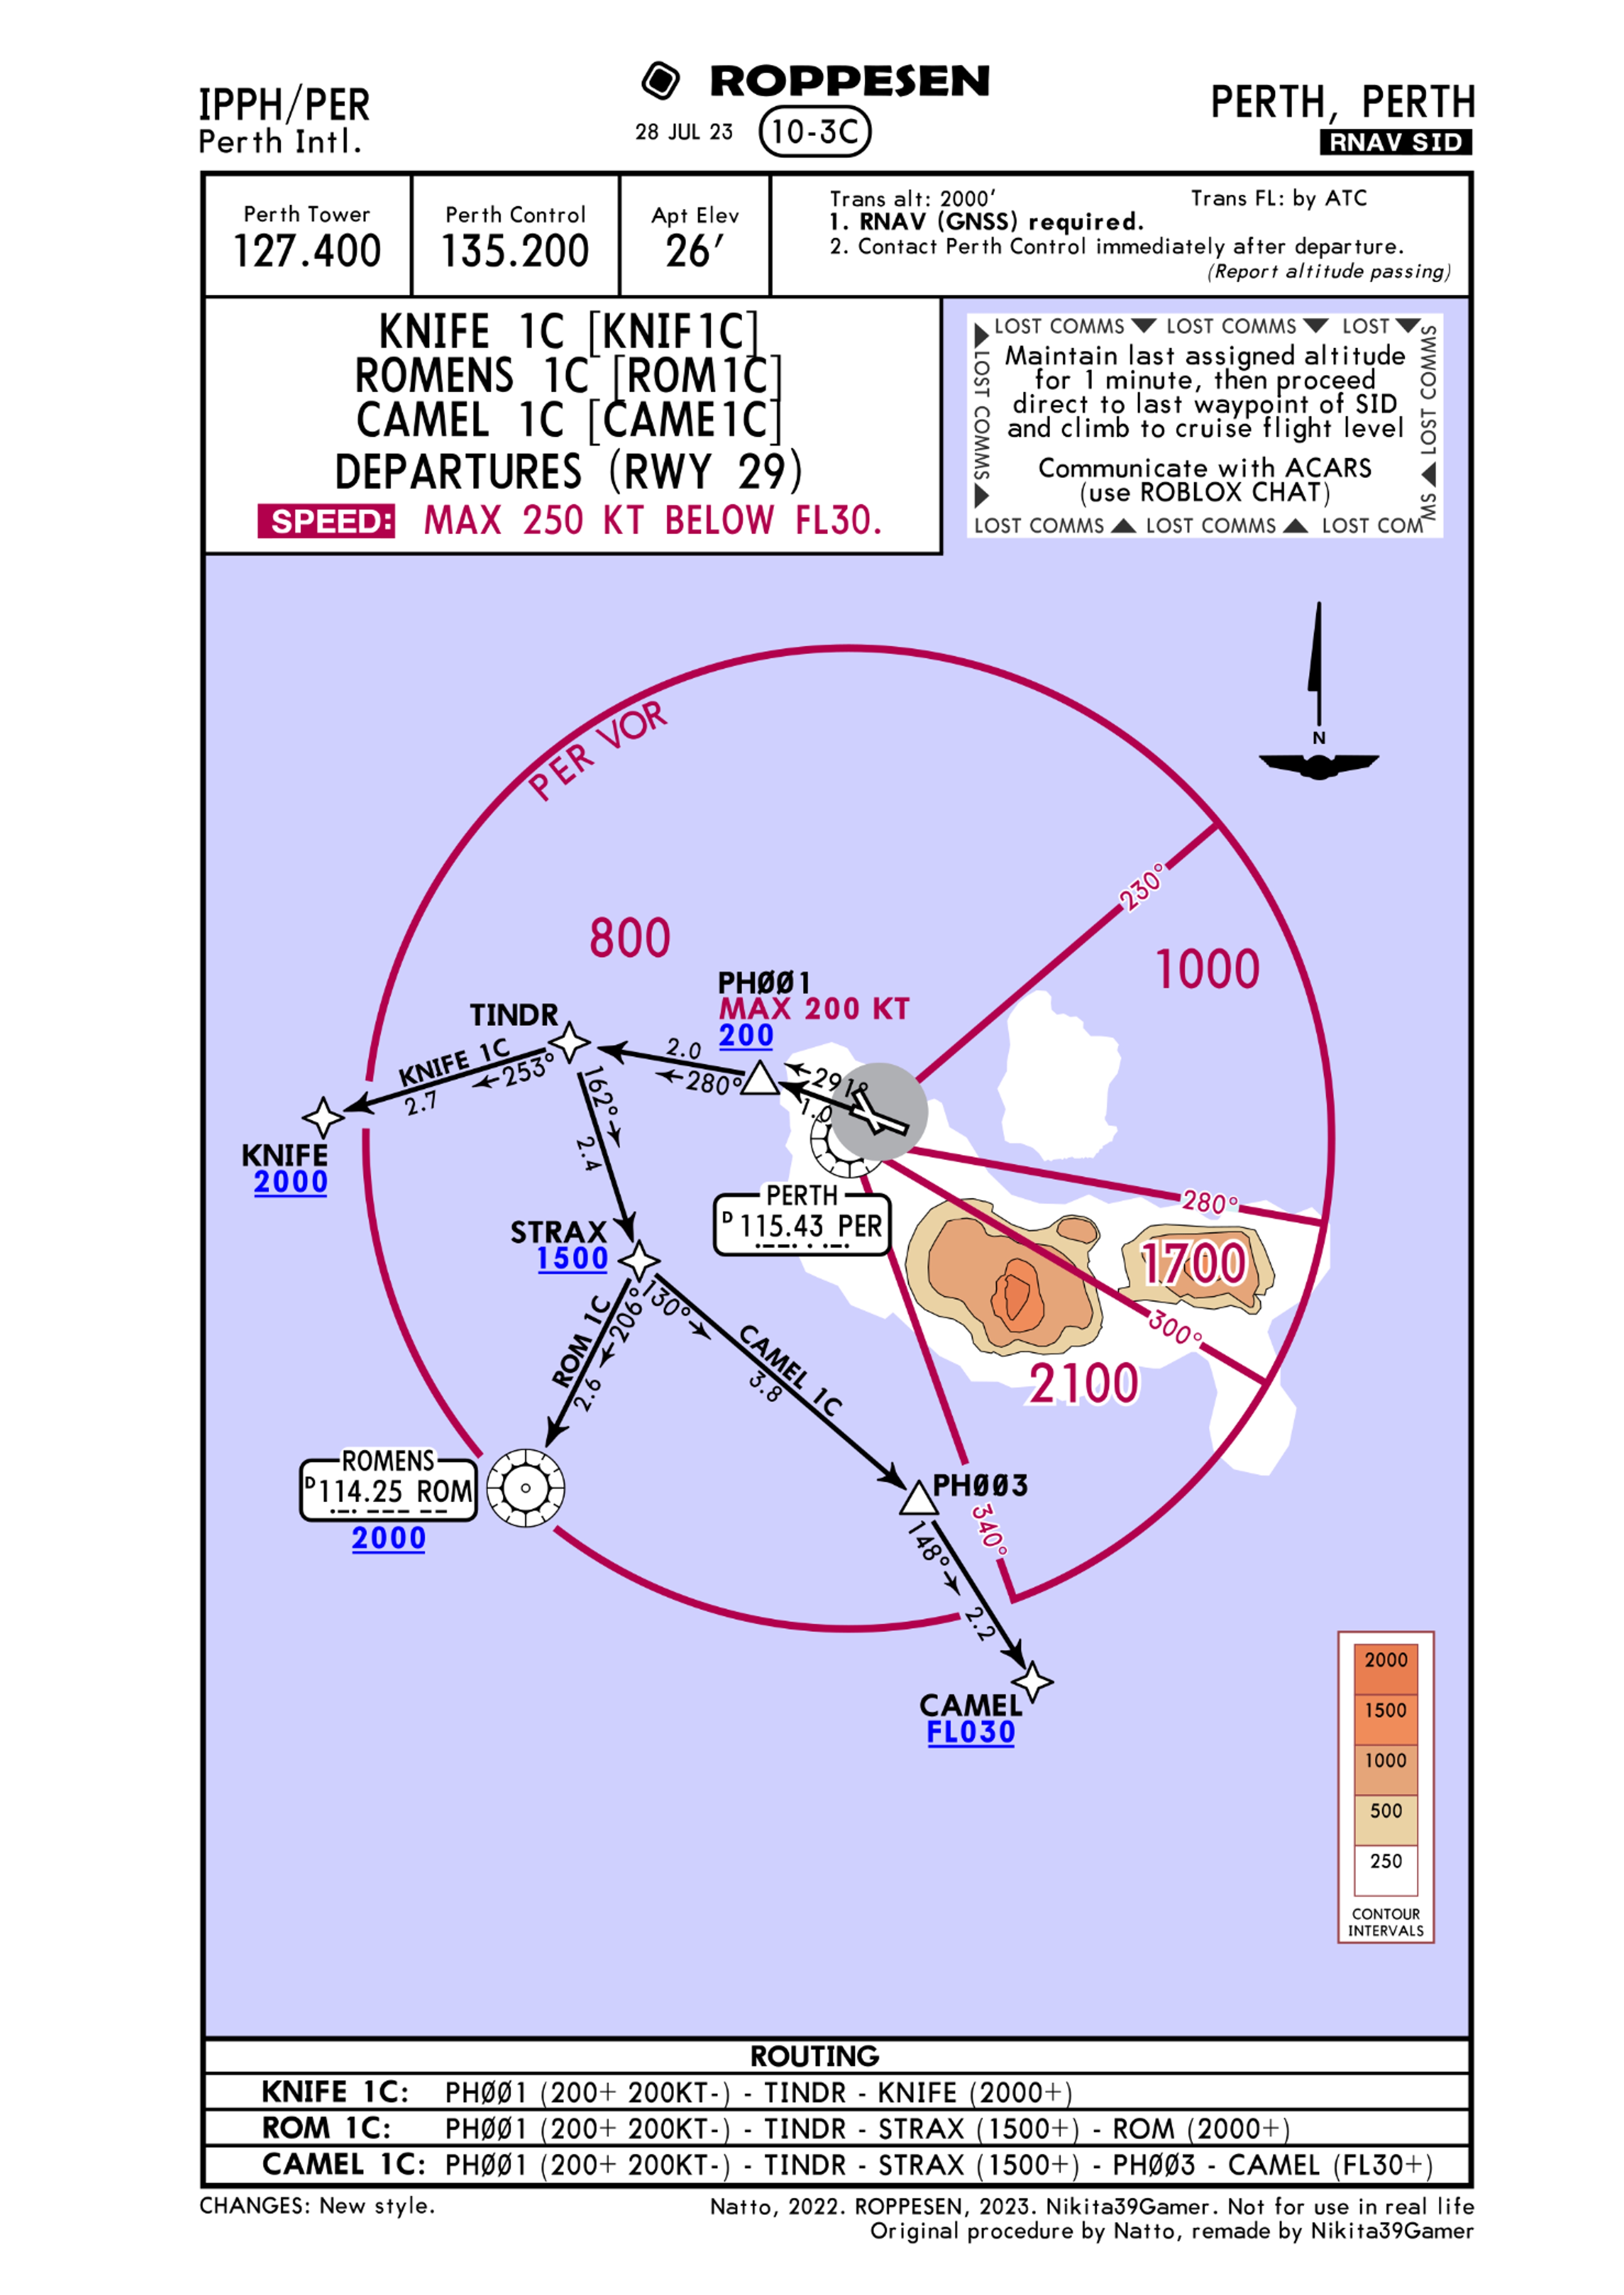 IPPH/PER
Perth Intl.
ROPPESEN
28 JUL 23
10-3C
PERTH, PERTH
RNAV SID
Perth Tower
127.400
Perth Control
135.200
Apt Elev
26'
Trans alt: 2000' Trans FL: by ATC
1. RNAV (GNSS) required.
2. Contact Perth Control immediately after departure.
(Report altitude passing)
KNIFE 1C [KNIF1C]
ROMENS 1C [ROM1C]
CAMEL 1C [CAME1C]
DEPARTURES (RWY 29)
SPEED: MAX 250 KT BELOW FL30.
LOST COMMS LOST COMMS LOST
LOST COMMS
COMMS
LOST COMMS
MS
Maintain last assigned altitude
for 1 minute, then proceed
direct to last waypoint of SID
and climb to cruise flight level
Communicate with ACARS
(use ROBLOX CHAT)
LOST COMMS LOST COMMS LOST COM
N
PER VOR
230°
800
1000
PHØØ1
MAX 200 KT
200
TINDR
2.0
280°
291°
1.0
KNIFE 1C
253°
2.7
KNIFE
2000
162°
2.4
PERTH
D 115.43 PER
280°
1700
300°
2100
STRAX
1500
ROM 1C
206°
2.6
130°
CAMEL 1C
3.8
ROMENS
D 114.25 ROM
2000
PHØØ3
340°
148°
2.2
CAMEL
FL030
2000
1500
1000
500
250
CONTOUR
INTERVALS
ROUTING
KNIFE 1C: PHØØ1 (200+ 200KT-) - TINDR - KNIFE (2000+)
ROM 1C: PHØØ1 (200+ 200KT-) - TINDR - STRAX (1500+) - ROM (2000+)
CAMEL 1C: PHØØ1 (200+ 200KT-) - TINDR - STRAX (1500+) - PHØØ3 - CAMEL (FL30+)
CHANGES: New style.
Natto, 2022. ROPPESEN, 2023. Nikita39Gamer. Not for use in real life
Original procedure by Natto, remade by Nikita39Gamer